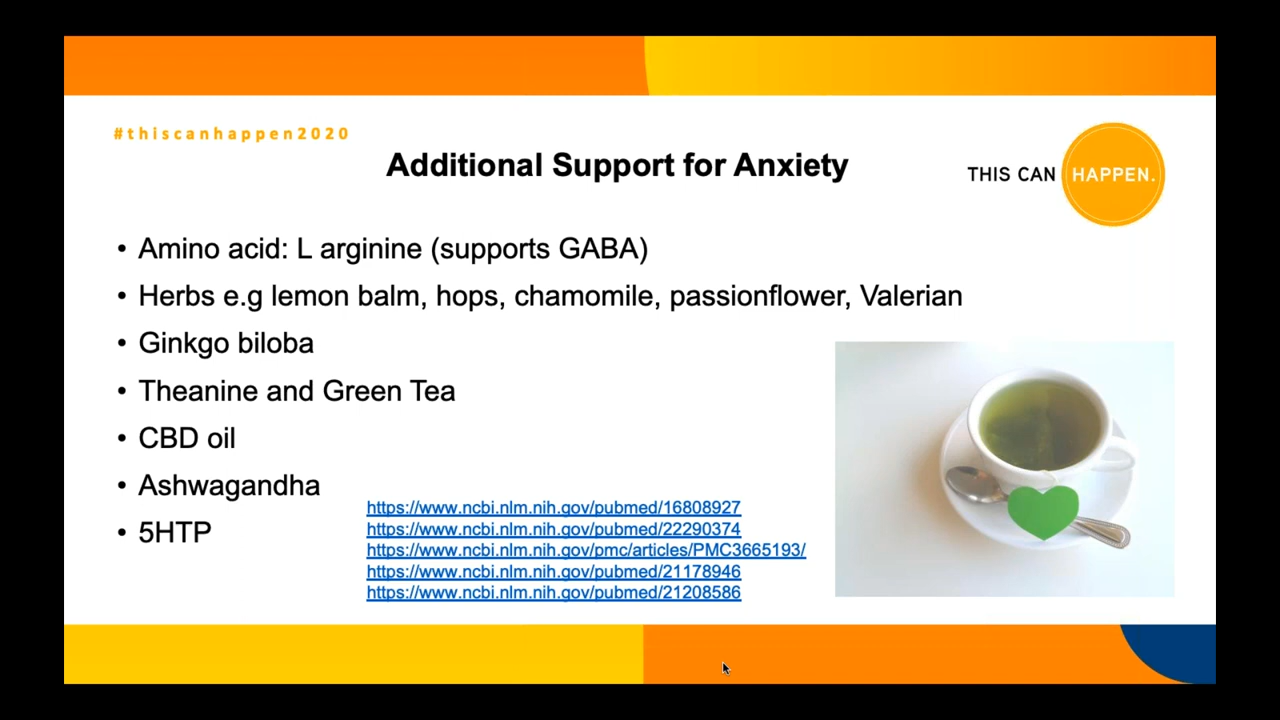 #thiscanhappen2020
Additional Support for Anxiety
THIS CAN HAPPEN.
• Amino acid: L arginine (supports GABA)
• Herbs e.g lemon balm, hops, chamomile, passionflower, Valerian
• Ginkgo biloba
• Theanine and Green Tea
• CBD oil
• Ashwagandha
• 5HTP
https://www.ncbi.nlm.nih.gov/pubmed/16808927
https://www.ncbi.nlm.nih.gov/pubmed/22290374
https://www.ncbi.nlm.nih.gov/pmc/articles/PMC3665193/
https://www.ncbi.nlm.nih.gov/pubmed/21178946
https://www.ncbi.nlm.nih.gov/pubmed/21208586